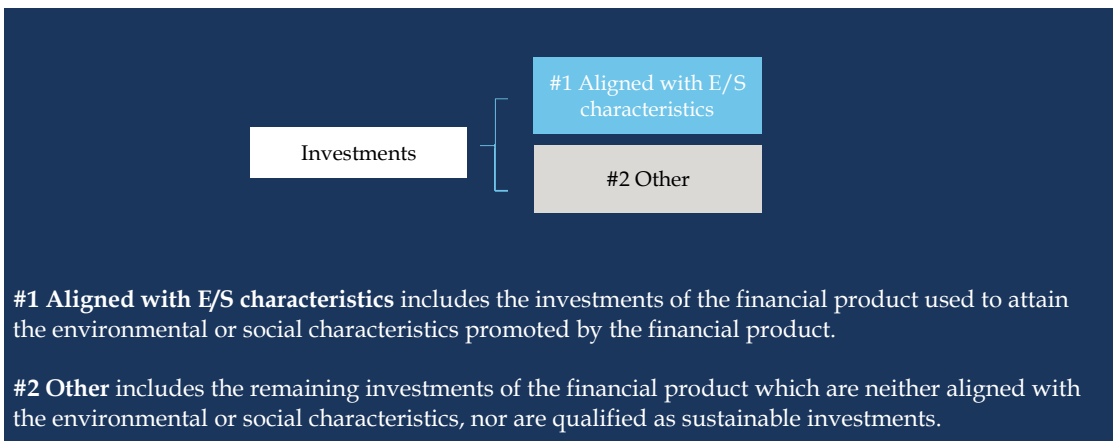 #1 Aligned with E/S
characteristics
Investments
#2 Other
#1 Aligned with E/S characteristics includes the investments of the financial product used to attain
the environmental or social characteristics promoted by the financial product.
#2 Other includes the remaining investments of the financial product which are neither aligned with
the environmental or social characteristics, nor are qualified as sustainable investments.